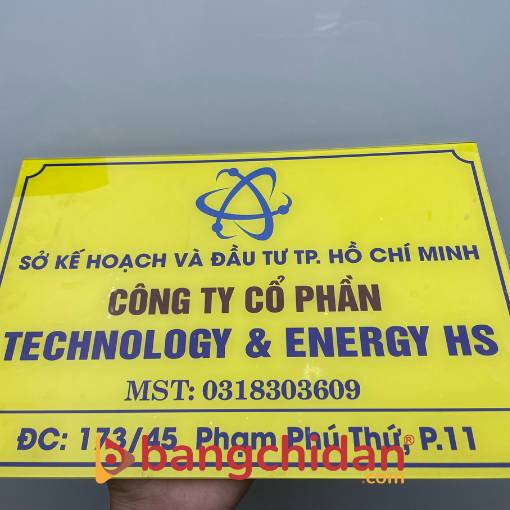 SỞ KẾ HOẠCH VÀ ĐẦU TƯ TP. HỒ CHÍ MINH
CÔNG TY CỔ PHẦN
TECHNOLOGY & ENERGY HS
MST: 0318303609
ĐC: 173/45 Phạm Phú Thứ, P.11
bangchidan®
.com